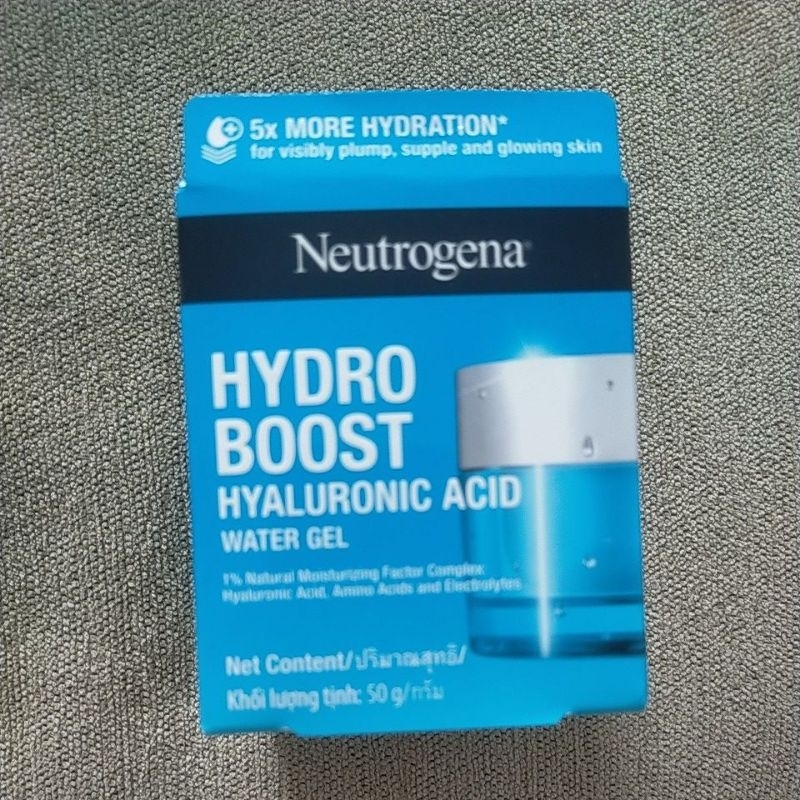 5x MORE HYDRATION*
for visibly plump, supple and glowing skin
Neutrogena®
HYDRO
BOOST
HYALURONIC ACID
WATER GEL
1% Natural Moisturizing Factor Complex:
Hyaluronic Acid, Amino Acids and Electrolytes
Net Content/ปริมาณสุทธิ/
Khối lượng tịnh: 50 g/กรัม